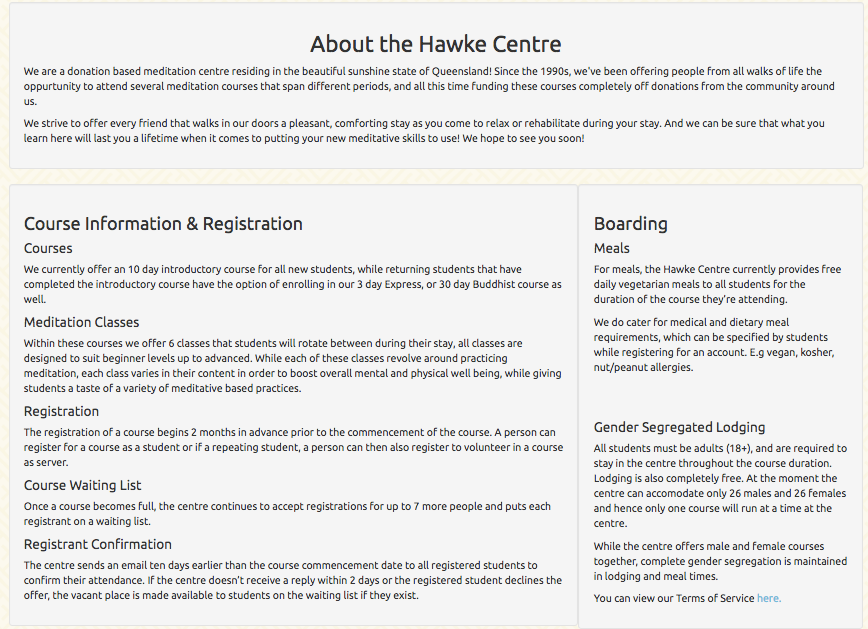 About the Hawke Centre
We are a donation based meditation centre residing in the beautiful sunshine state of Queensland! Since the 1990s, we've been offering people from all walks of life the
oppurtunity to attend several meditation courses that span different periods, and all this time funding these courses completely off donations from the community around
us.
We strive to offer every friend that walks in our doors a pleasant, comforting stay as you come to relax or rehabilitate during your stay. And we can be sure that what you
learn here will last you a lifetime when it comes to putting your new meditative skills to use! We hope to see you soon!
Course Information & Registration
Courses
We currently offer an 10 day introductory course for all new students, while returning students that have
completed the introductory course have the option of enrolling in our 3 day Express, or 30 day Buddhist course as
well.
Meditation Classes
Within these courses we offer 6 classes that students will rotate between during their stay, all classes are
designed to suit beginner levels up to advanced. While each of these classes revolve around practicing
meditation, each class varies in their content in order to boost overall mental and physical well being, while giving
students a taste of a variety of meditative based practices.
Registration
The registration of a course begins 2 months in advance prior to the commencement of the course. A person can
register for a course as a student or if a repeating student, a person can then also register to volunteer in a course
as server.
Course Waiting List
Once a course becomes full, the centre continues to accept registrations for up to 7 more people and puts each
registrant on a waiting list.
Registrant Confirmation
The centre sends an email ten days earlier than the course commencement date to all registered students to
confirm their attendance. If the centre doesn't receive a reply within 2 days or the registered student declines the
offer, the vacant place is made available to students on the waiting list if they exist.
Boarding
Meals
For meals, the Hawke Centre currently provides free
daily vegetarian meals to all students for the
duration of the course they're attending.
We do cater for medical and dietary meal
requirements, which can be specified by students
while registering for an account. E.g vegan, kosher,
nut/peanut allergies.
Gender Segregated Lodging
All students must be adults (18+), and are required to
stay in the centre throughout the course duration.
Lodging is also completely free. At the moment the
centre can accomodate only 26 males and 26 females
and hence only one course will run at a time at the
centre.
While the centre offers male and female courses
together, complete gender segregation is maintained
in lodging and meal times.
You can view our Terms of Service here.